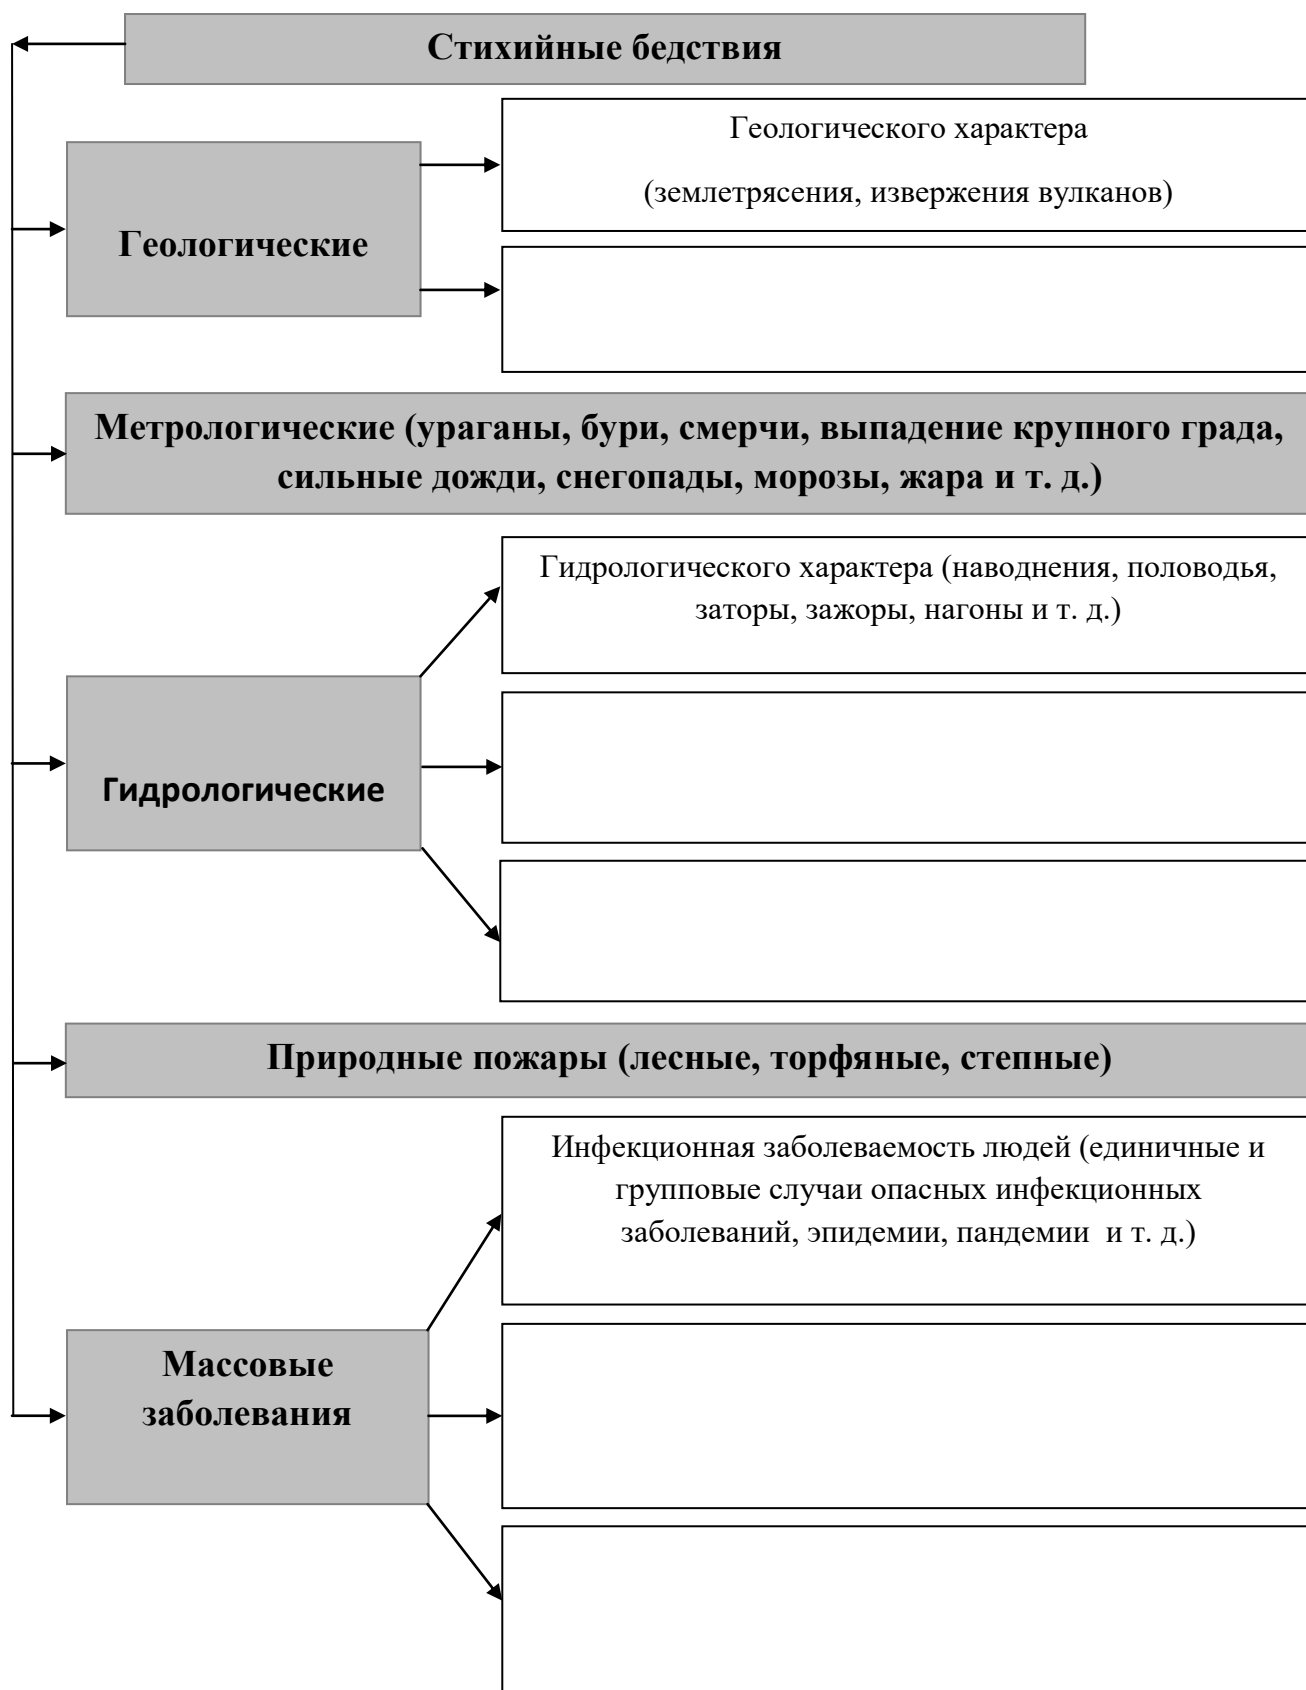 Стихийные бедствия
Геологического характера
(землетрясения, извержения вулканов)
Геологические
Метрологические (ураганы, бури, смерчи, выпадение крупного града,
сильные дожди, снегопады, морозы, жара и т. д.)
Гидрологического характера (наводнения, половодья,
заторы, зажоры, нагоны и т. д.)
Гидрологические
Природные пожары (лесные, торфяные, степные)
Инфекционная заболеваемость людей (единичные и
групповые случаи опасных инфекционных
заболеваний, эпидемии, пандемии и т. д.)
Массовые
заболевания